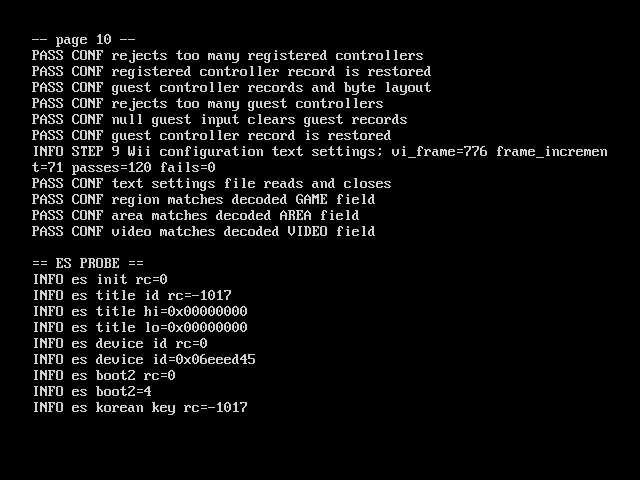 -- page 10 --
PASS CONF rejects too many registered controllers
PASS CONF registered controller record is restored
PASS CONF guest controller records and byte layout
PASS CONF rejects too many guest controllers
PASS CONF null guest input clears guest records
PASS CONF guest controller record is restored
INFO STEP 9 Wii configuration text settings; vi_frame=776 frame_incremen
t=71 passes=120 fails=0
PASS CONF text settings file reads and closes
PASS CONF region matches decoded GAME field
PASS CONF area matches decoded AREA field
PASS CONF video matches decoded VIDEO field
== ES PROBE ==
INFO es init rc=0
INFO es title id rc=-1017
INFO es title hi=0x00000000
INFO es title lo=0x00000000
INFO es device id rc=0
INFO es device id=0x06eeed45
INFO es boot2 rc=0
INFO es boot2=4
INFO es korean key rc=-1017